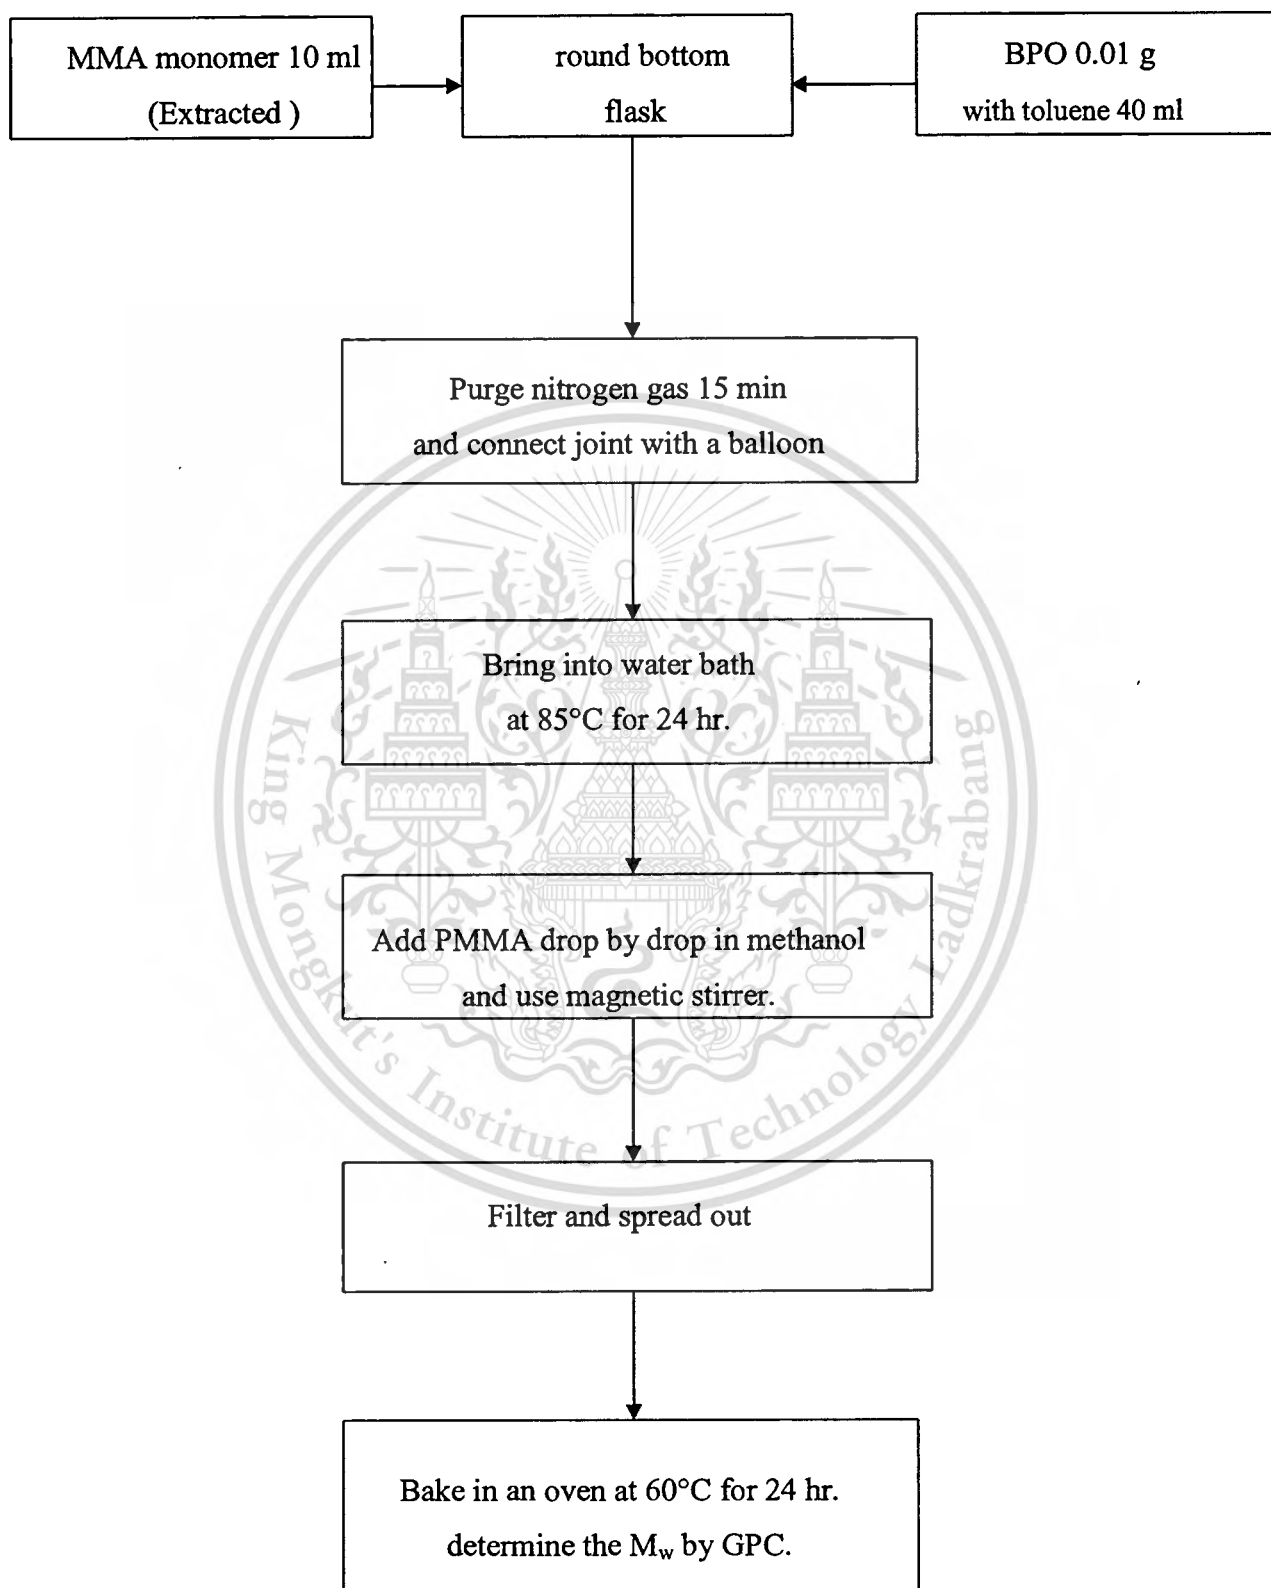 MMA monomer 10 ml
(Extracted )
round bottom
flask
BPO 0.01 g
with toluene 40 ml
Purge nitrogen gas 15 min
and connect joint with a balloon
Bring into water bath
at 85°C for 24 hr.
Add PMMA drop by drop in methanol
and use magnetic stirrer.
Filter and spread out
Bake in an oven at 60°C for 24 hr.
determine the Mw by GPC.
King Mongkut's Institute of Technology Ladkrabang